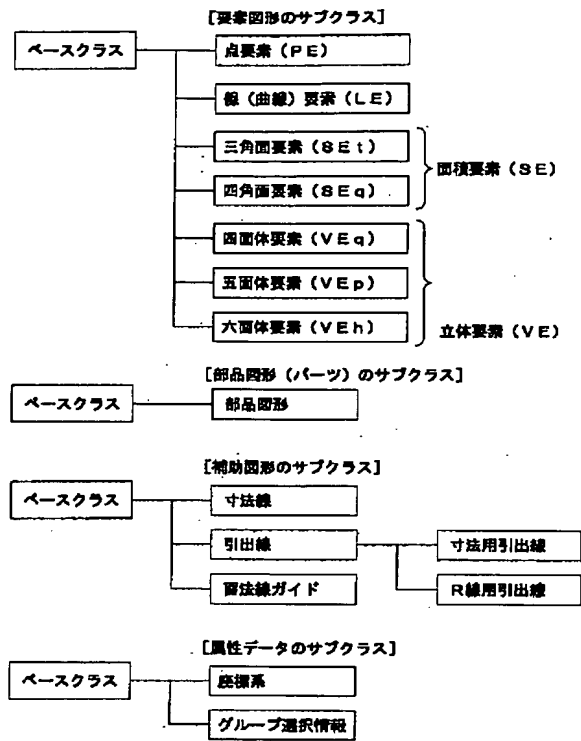 ［要素図形のサブクラス］
ベースクラス
点要素（PE）
線（曲線）要素（LE）
三角面要素（SEt）
四角面要素（SEq）
面積要素（SE）
四面体要素（VEq）
五面体要素（VEp）
六面体要素（VEh）
立体要素（VE）
［部品図形（パーツ）のサブクラス］
ベースクラス
部品図形
［補助図形のサブクラス］
ベースクラス
寸法線
引出線
寸法用引出線
面法線ガイド
R線用引出線
［属性データのサブクラス］
ベースクラス
座標系
グループ選択情報